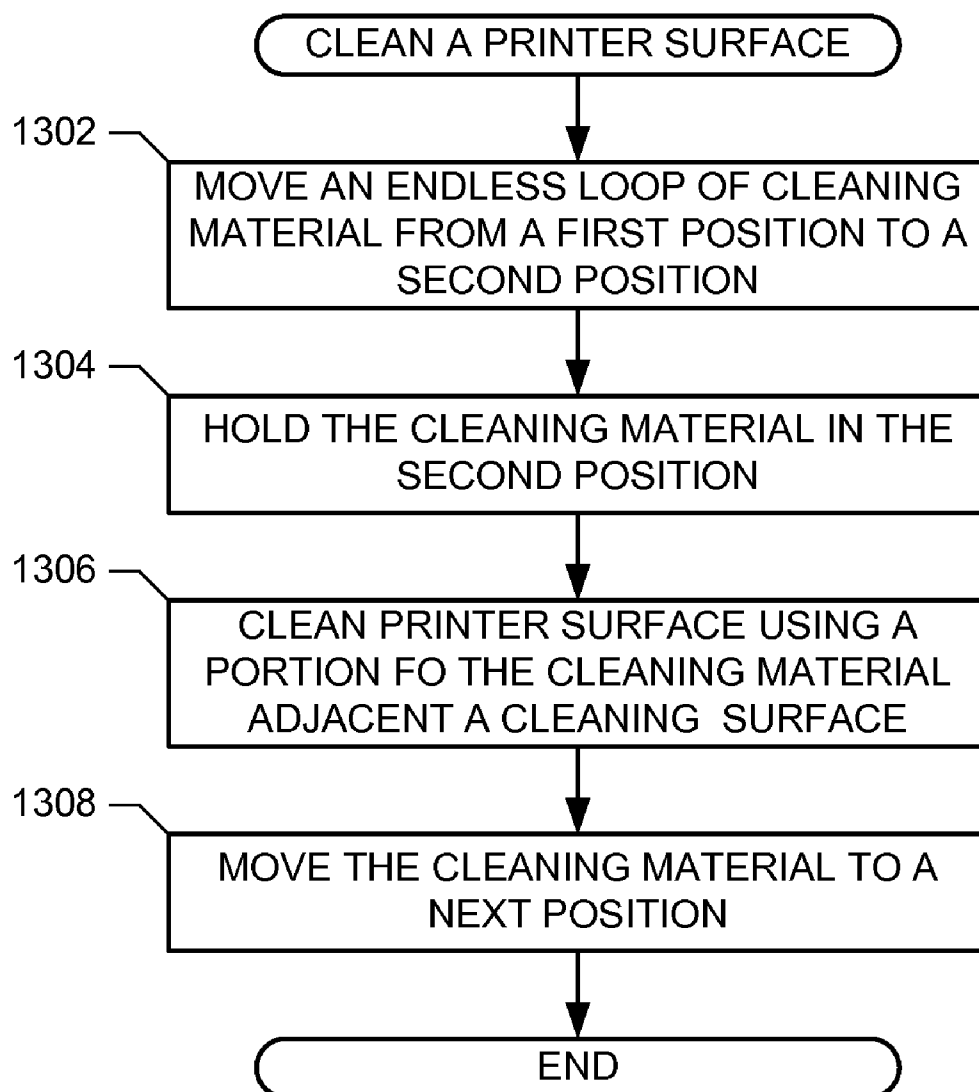 CLEAN A PRINTER SURFACE
1302
MOVE AN ENDLESS LOOP OF CLEANING
MATERIAL FROM A FIRST POSITION TO A
SECOND POSITION
1304
HOLD THE CLEANING MATERIAL IN THE
SECOND POSITION
1306
CLEAN PRINTER SURFACE USING A
PORTION FO THE CLEANING MATERIAL
ADJACENT A CLEANING SURFACE
1308
MOVE THE CLEANING MATERIAL TO A
NEXT POSITION
END